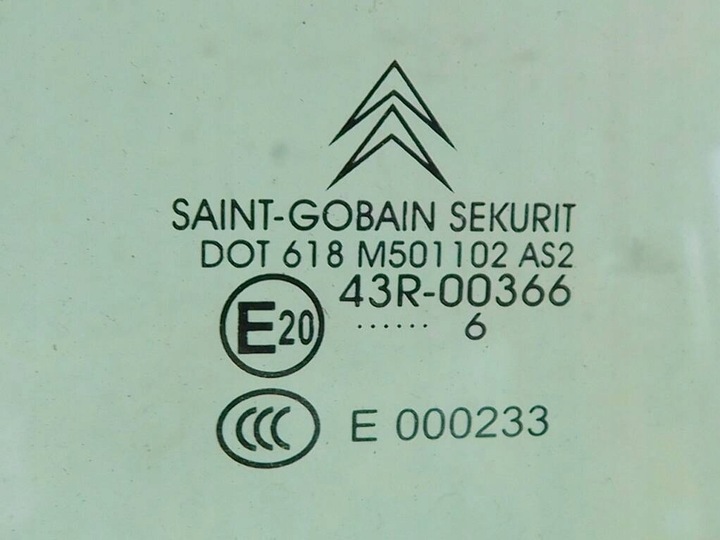 SAINT-GOBAIN SEKURIT
DOT 618 M501102 AS2
E20 43R-00366
...... 6
CCC E 000233